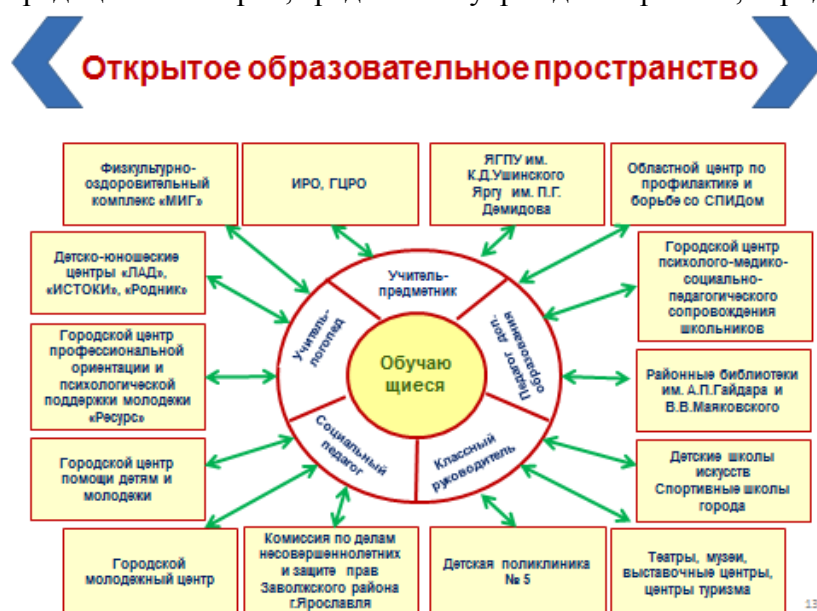 Открытое образовательное пространство
Физкультурно-
оздоровительный
комплекс «МИГ»
ИРО, ГЦРО
ЯГПУ им.
К.Д.Ушинского
Яргу им. П.Г.
Демидова
Областной центр по
профилактике и
борьбе со СПИДом
Детско-юношеские
центры «ЛАД»,
«ИСТОКИ», «Родник»
Городской центр
психолого-медико-
социально-
педагогического
сопровождения
школьников
Учитель-
предметник
Учитель-
логопед
Педагог доп.
образования
Обучаю
щиеся
Социальный
педагог
Классный
руководитель
Городской центр
профессиональной
ориентации и
психологической
поддержки молодежи
«Ресурс»
Районные библиотеки
им. А.П.Гайдара и
В.В.Маяковского
Городской центр
помощи детям и
молодежи
Детские школы
искусств
Спортивные школы
города
Городской
молодежный центр
Комиссия по делам
несовершеннолетних
и защите прав
Заволжского района
г.Ярославля
Детская поликлиника
№ 5
Театры, музеи,
выставочные центры,
центры туризма
13